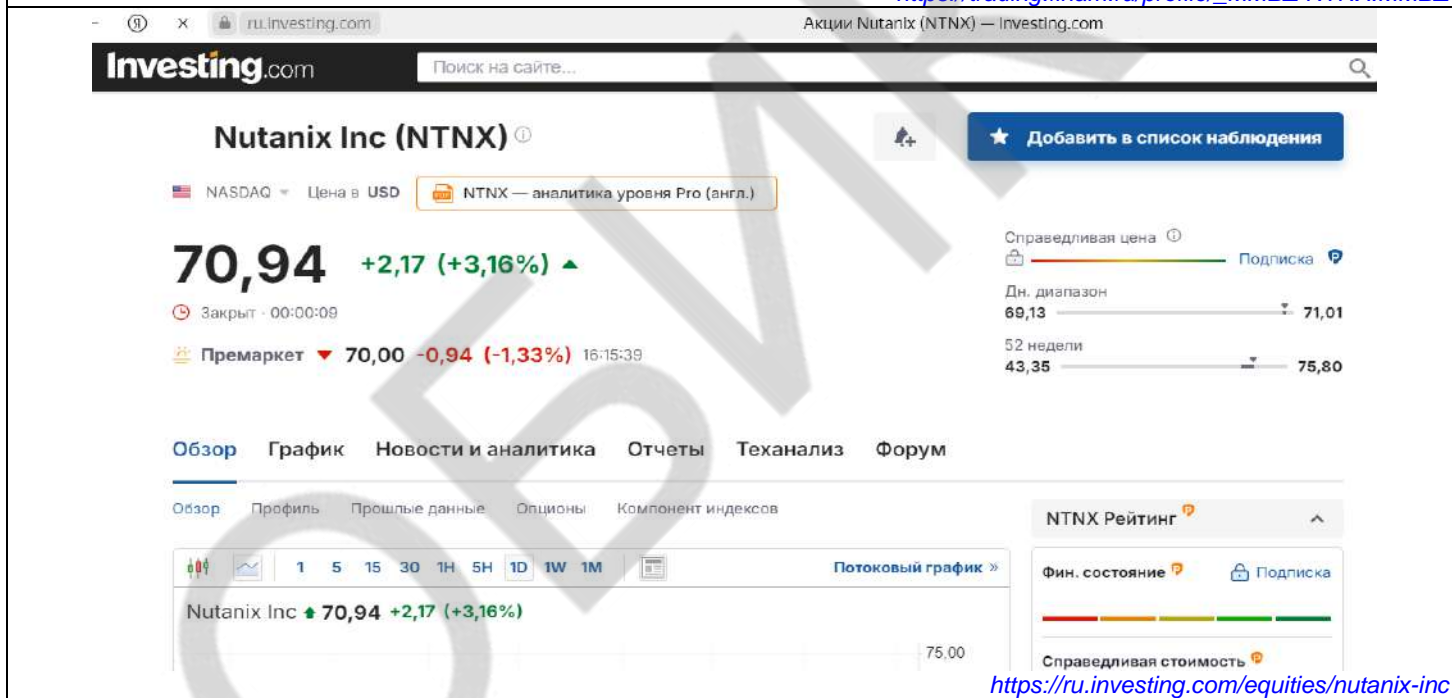 Я ru.investing.com Акции Nutanix (NTNX) — Investing.com
Investing.com Поиск на сайте...
Nutanix Inc (NTNX)
Добавить в список наблюдения
NASDAQ Цена в USD NTNX — аналитика уровня Pro (англ.)
70,94 +2,17 (+3,16%)
Закрыт · 00:00:09
Премаркет 70,00 -0,94 (-1,33%) 16:15:39
Справедливая цена
Подписка
Дн. диапазон
69,13 71,01
52 недели
43,35 75,80
Обзор График Новости и аналитика Отчеты Теханализ Форум
Обзор Профиль Прошлые данные Опционы Компонент индексов
NTNX Рейтинг
1 5 15 30 1H 5H 1D 1W 1M Потоковый график »
Фин. состояние Подписка
Nutanix Inc 70,94 +2,17 (+3,16%)
75,00
Справедливая стоимость
https://ru.investing.com/equities/nutanix-inc